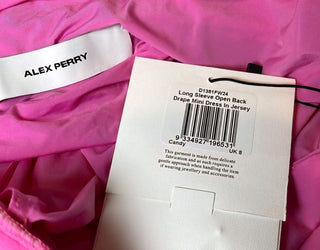 ALEX PERRY
D1381FW24
Long Sleeve Open Back
Drape Mini Dress In Jersey
9 334927 196531
Candy
UK 8
This garment is made from delicate
fabrication and as such requires a
gentle approach when handling the item
if wearing jewellery and accessories.